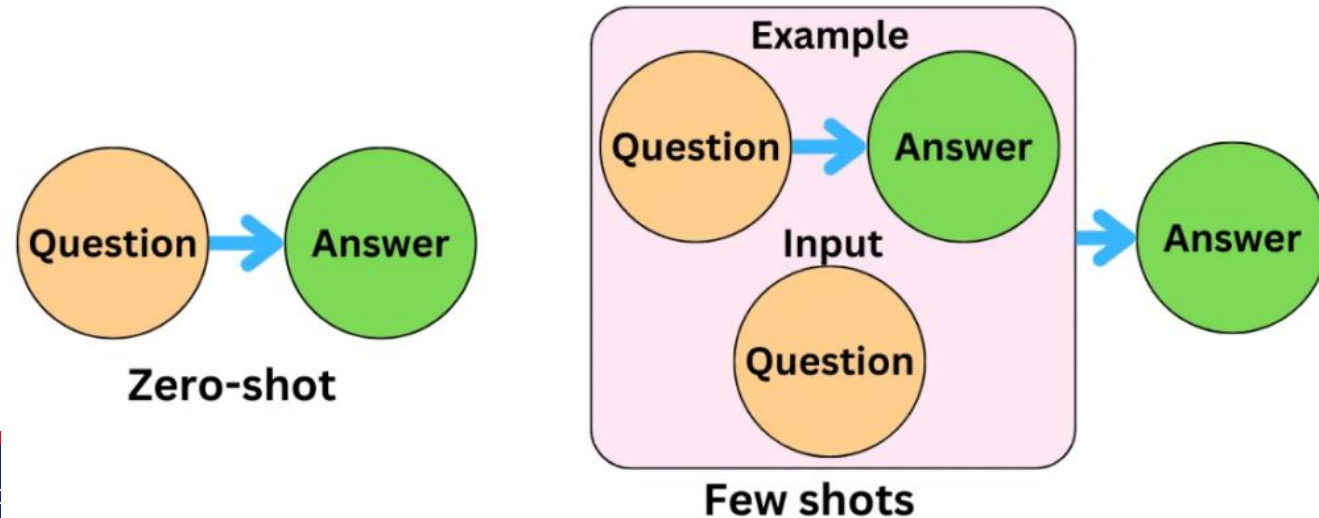 Question
Answer
Zero-shot
Example
Question
Answer
Input
Question
Few shots
Answer